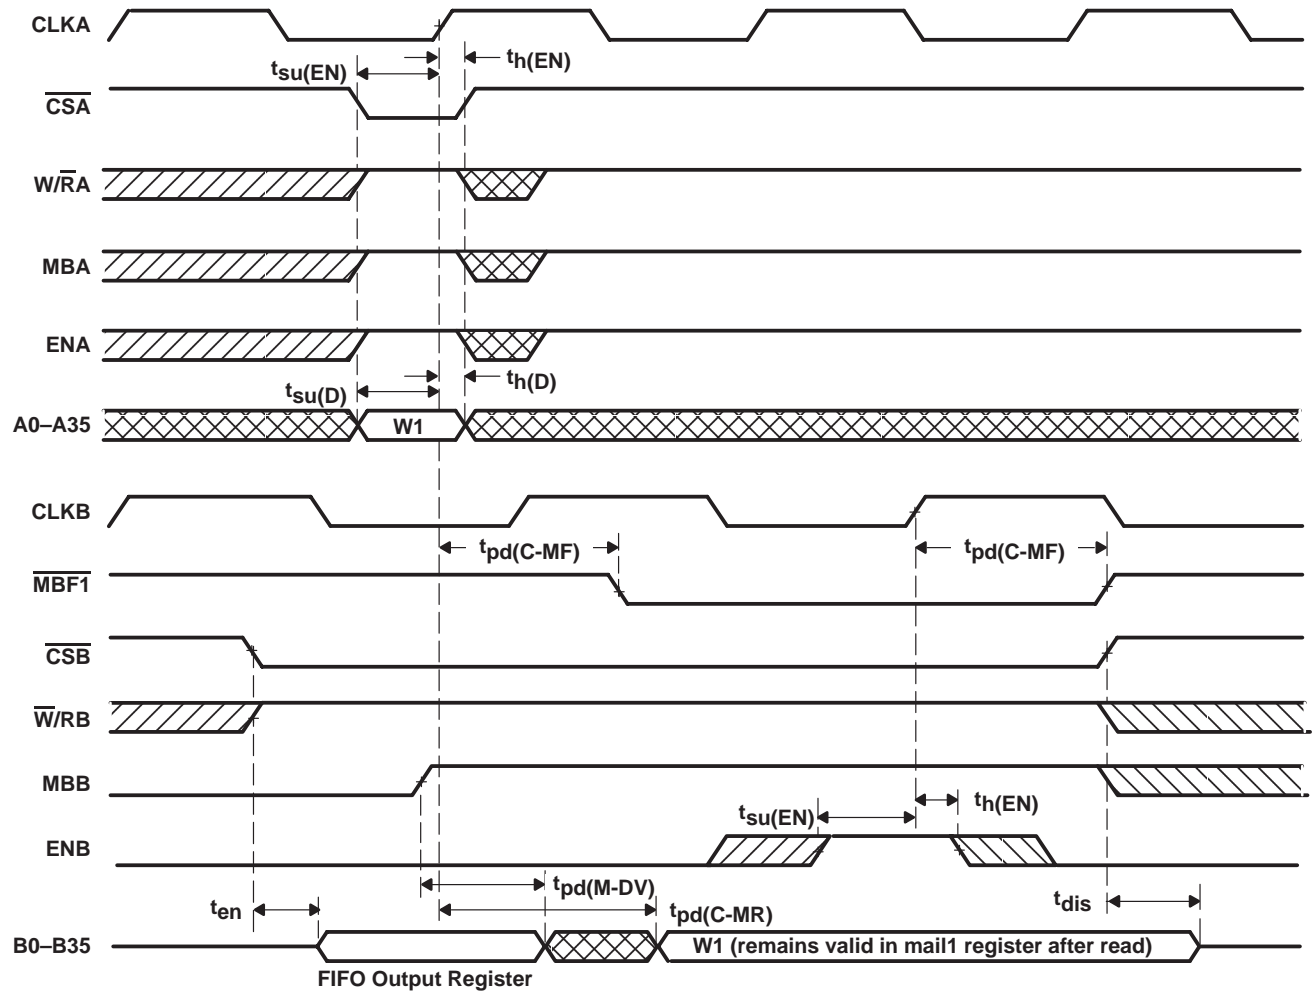 CLKA
tsu(EN)
th(EN)
CSA
W/RA
MBA
ENA
tsu(D)
th(D)
A0–A35
W1
CLKB
tpd(C-MF)
tpd(C-MF)
MBF1
CSB
W/RB
MBB
tsu(EN)
th(EN)
ENB
ten
tpd(M-DV)
tpd(C-MR)
tdis
B0–B35
W1 (remains valid in mail1 register after read)
FIFO Output Register